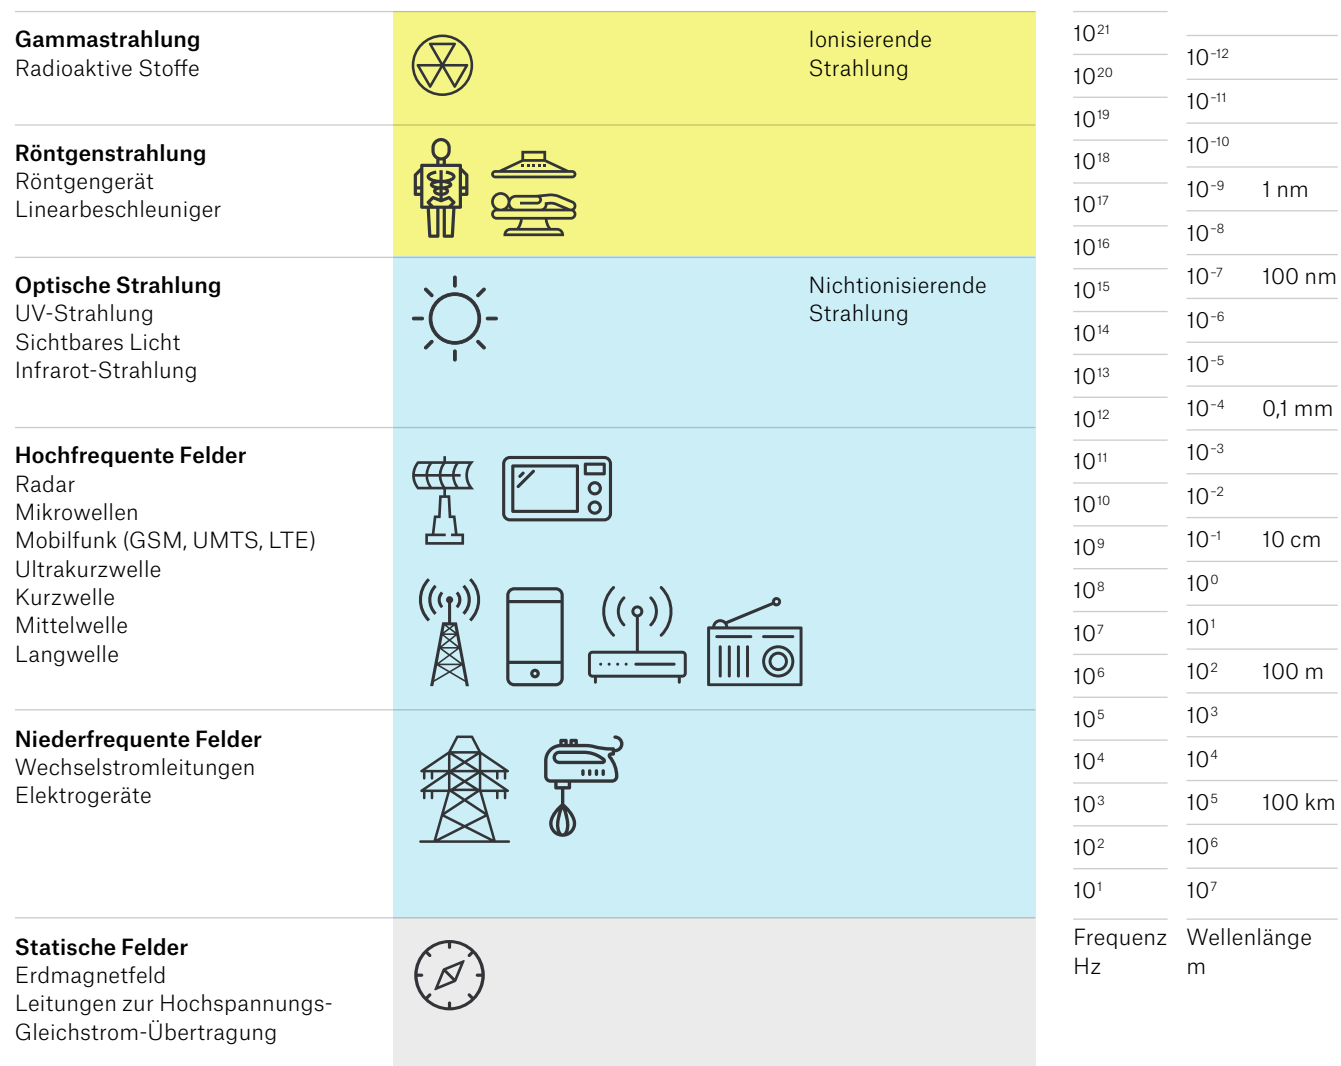 Gammastrahlung
Radioaktive Stoffe
Ionisierende
Strahlung
Röntgenstrahlung
Röntgengerät
Linearbeschleuniger
Optische Strahlung
UV-Strahlung
Sichtbares Licht
Infrarot-Strahlung
Nichtionisierende
Strahlung
Hochfrequente Felder
Radar
Mikrowellen
Mobilfunk (GSM, UMTS, LTE)
Ultrakurzwelle
Kurzwelle
Mittelwelle
Langwelle
Niederfrequente Felder
Wechselstromleitungen
Elektrogeräte
Statische Felder
Erdmagnetfeld
Leitungen zur Hochspannungs-
Gleichstrom-Übertragung
10²¹
10²⁰
10¹⁹
10¹⁸
10¹⁷
10¹⁶
10¹⁵
10¹⁴
10¹³
10¹²
10¹¹
10¹⁰
10⁹
10⁸
10⁷
10⁶
10⁵
10⁴
10³
10²
10¹
Frequenz
Hz
10⁻¹²
10⁻¹¹
10⁻¹⁰
10⁻⁹ 1 nm
10⁻⁸
10⁻⁷ 100 nm
10⁻⁶
10⁻⁵
10⁻⁴ 0,1 mm
10⁻³
10⁻²
10⁻¹ 10 cm
10⁰
10¹
10² 100 m
10³
10⁴
10⁵ 100 km
10⁶
10⁷
Wellenlänge
m